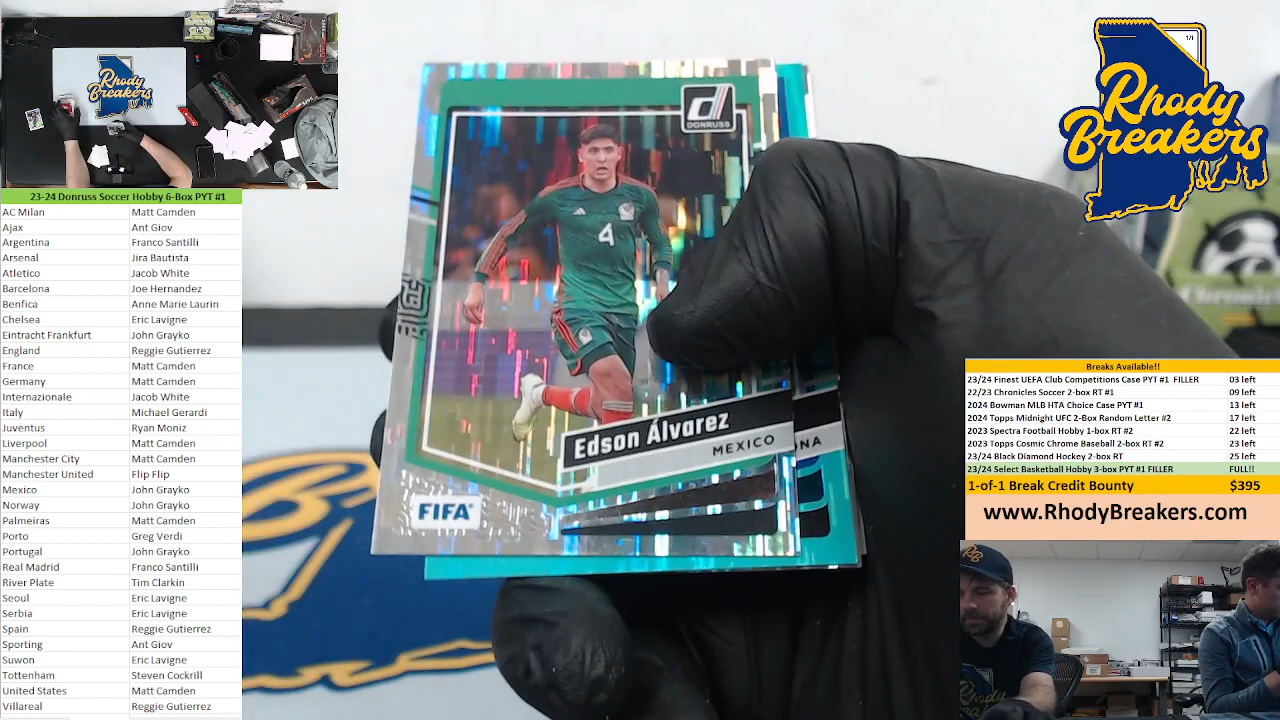 Rhody
Breakers
23-24 Donruss Soccer Hobby 6-Box PYT #1
AC Milan Matt Camden
Ajax Ant Giov
Argentina Franco Santilli
Arsenal Jira Bautista
Atletico Jacob White
Barcelona Joe Hernandez
Benfica Anne Marie Laurin
Chelsea Eric Lavigne
Eintracht Frankfurt John Grayko
England Reggie Gutierrez
France Matt Camden
Germany Matt Camden
Internazionale Jacob White
Italy Michael Gerardi
Juventus Ryan Moniz
Liverpool Matt Camden
Manchester City Matt Camden
Manchester United Flip Flip
Mexico John Grayko
Norway John Grayko
Palmeiras Matt Camden
Porto Greg Verdi
Portugal John Grayko
Real Madrid Franco Santilli
River Plate Tim Clarkin
Seoul Eric Lavigne
Serbia Eric Lavigne
Spain Reggie Gutierrez
Sporting Ant Giov
Suwon Eric Lavigne
Tottenham Steven Cockrill
United States Matt Camden
Villareal Reggie Gutierrez
d
DONRUSS
4
Edson Álvarez
MEXICO
ONA
FIFA
1/1
Rhody
Breakers
Breaks Available!!
23/24 Finest UEFA Club Competitions Case PYT #1 FILLER 03 left
22/23 Chronicles Soccer 2-box RT #1 09 left
2024 Bowman MLB HTA Choice Case PYT #1 13 left
2024 Topps Midnight UFC 2-Box Random Letter #2 17 left
2023 Spectra Football Hobby 1-box RT #2 22 left
2023 Topps Cosmic Chrome Baseball 2-box RT #2 23 left
23/24 Black Diamond Hockey 2-box RT 25 left
23/24 Select Basketball Hobby 3-box PYT #1 FILLER FULL!!
1-of-1 Break Credit Bounty $395
www.RhodyBreakers.com
RB
Rhody
Breakers